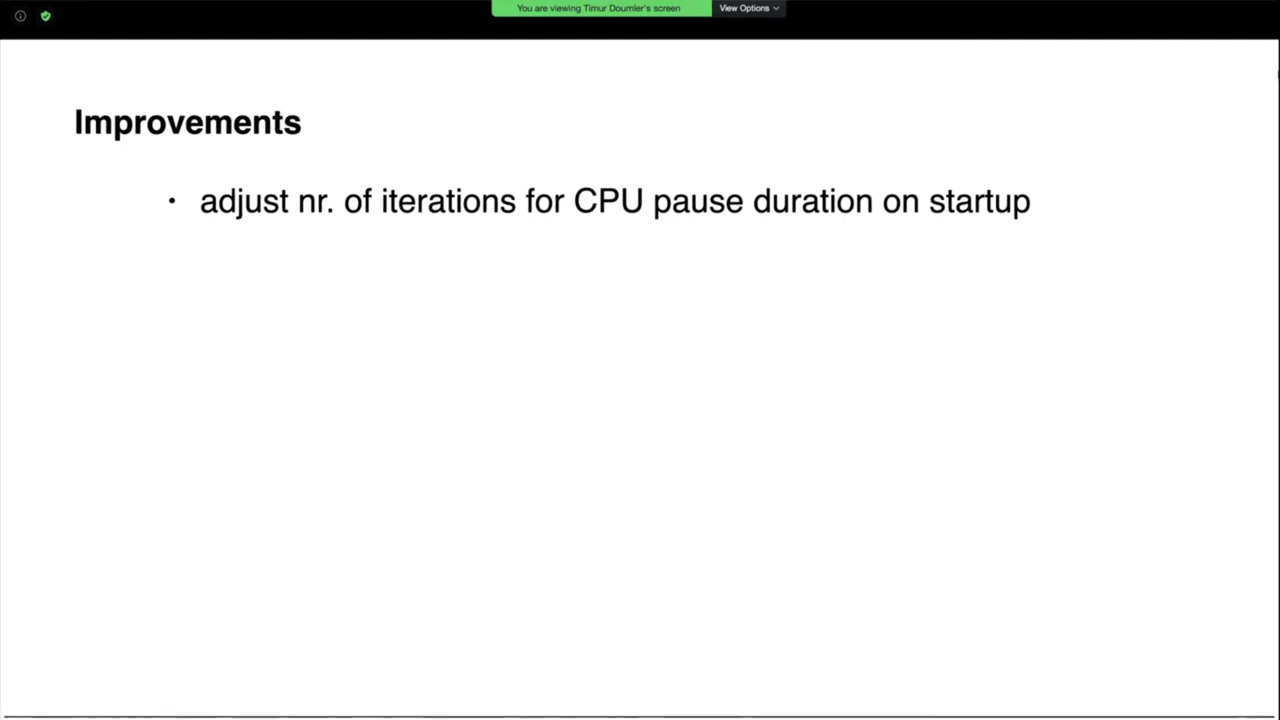 You are viewing Timur Doumler's screen View Options
Improvements
· adjust nr. of iterations for CPU pause duration on startup